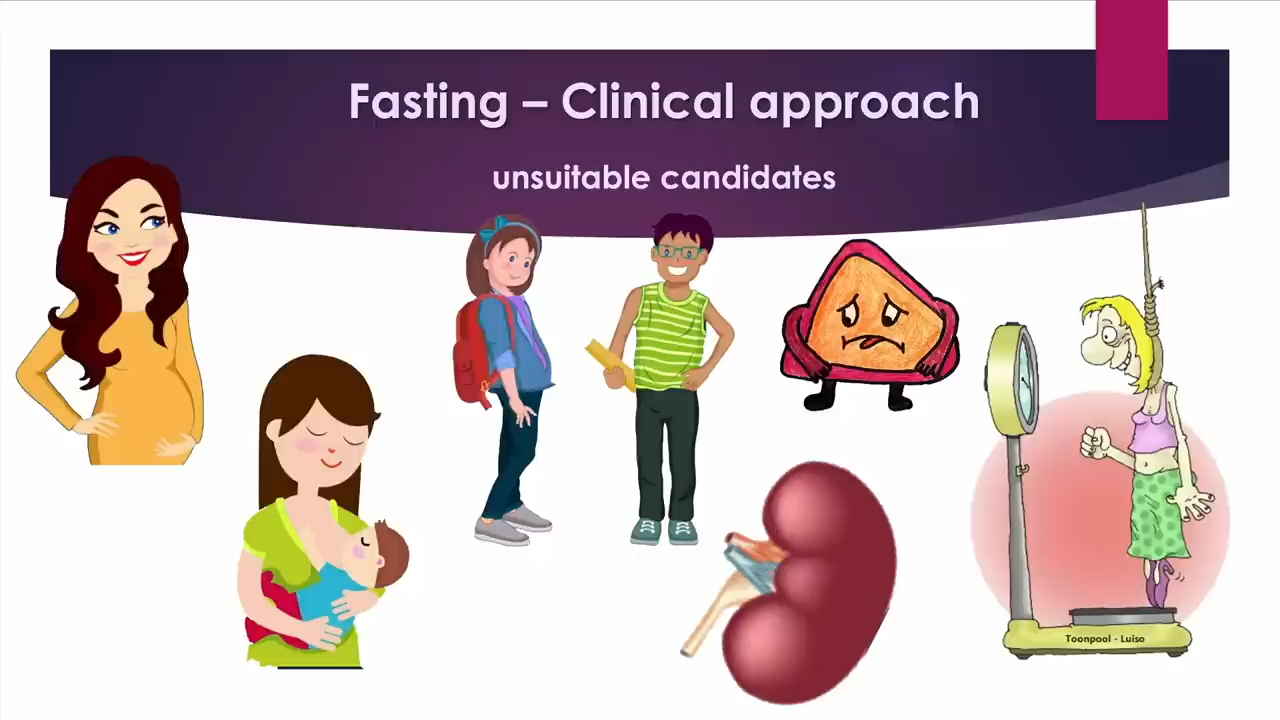 Fasting – Clinical approach
unsuitable candidates
Toonpool - Luiso